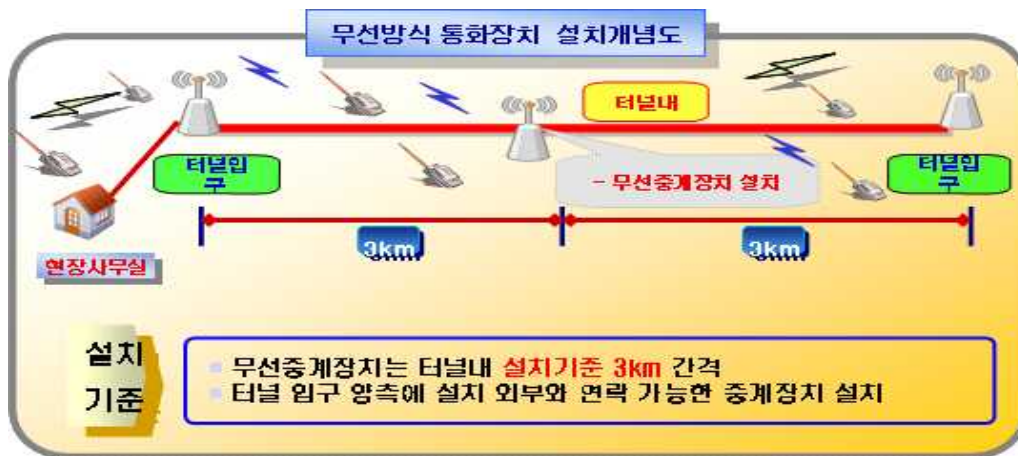 무선방식 통화장치 설치개념도
터널내
터널입
구
터널입
구
- 무선중계장치 설치
3km
3km
현장사무실
설치
기준
무선중계장치는 터널내 설치기준 3km 간격
터널 입구 양측에 설치 외부와 연락 가능한 중계장치 설치